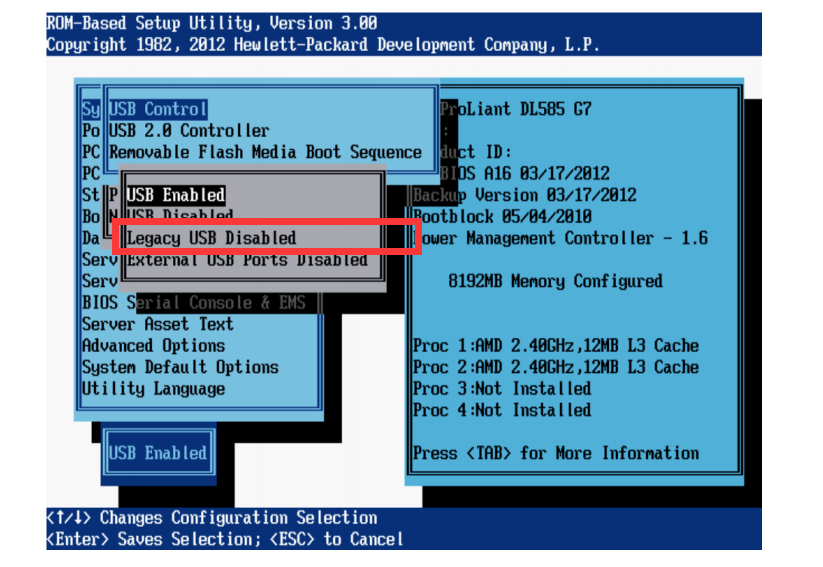 ROM-Based Setup Utility, Version 3.00
Copyright 1982, 2012 Hewlett-Packard Development Company, L.P.
Sy
Po
PC
PC
St
Bo
Da
Serv
Serv
BIOS Serial Console & EMS
Server Asset Text
Advanced Options
System Default Options
Utility Language
USB Control
USB 2.0 Controller
Removable Flash Media Boot Sequence
P
N
USB Enabled
USB Disabled
Legacy USB Disabled
External USB Ports Disabled
USB Enabled
ProLiant DL585 G7
:
duct ID:
BIOS A16 03/17/2012
Backup Version 03/17/2012
Bootblock 05/04/2010
Power Management Controller - 1.6
8192MB Memory Configured
Proc 1:AMD 2.40GHz,12MB L3 Cache
Proc 2:AMD 2.40GHz,12MB L3 Cache
Proc 3:Not Installed
Proc 4:Not Installed
Press <TAB> for More Information
<↑/↓> Changes Configuration Selection
<Enter> Saves Selection; <ESC> to Cancel